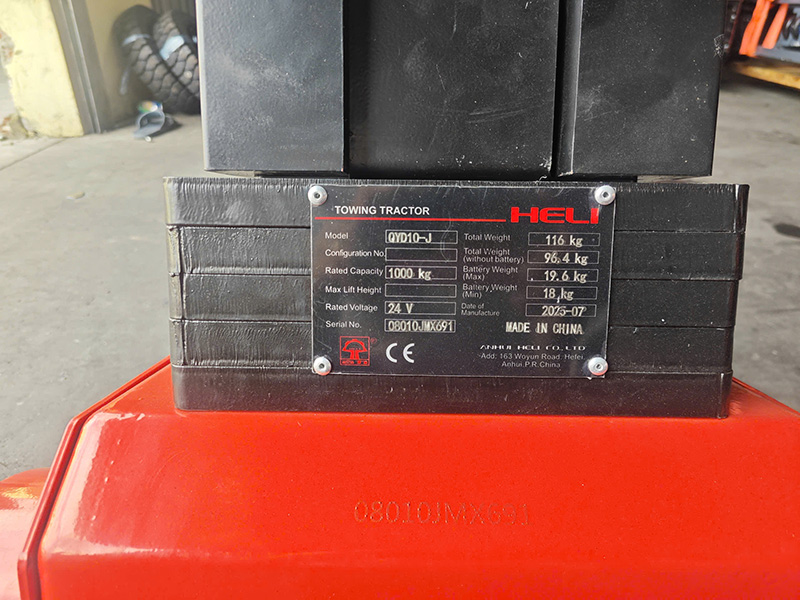 TOWING TRACTOR HELI
Model QYD10-J Total Weight 116 kg
Configuration No. Total Weight (without battery) 96.4 kg
Rated Capacity 1000 kg Battery Weight (Max) 19.6 kg
Max Lift Height Battery Weight (Min) 18 kg
Rated Voltage 24 V Date of Manufacture 2025-07
Serial No. 08010JMX691 MADE IN CHINA
CE
ANHUI HELI CO., LTD
Add: 163 Woyun Road. Hefei.
Anhui.P.R.China
08010JMX691